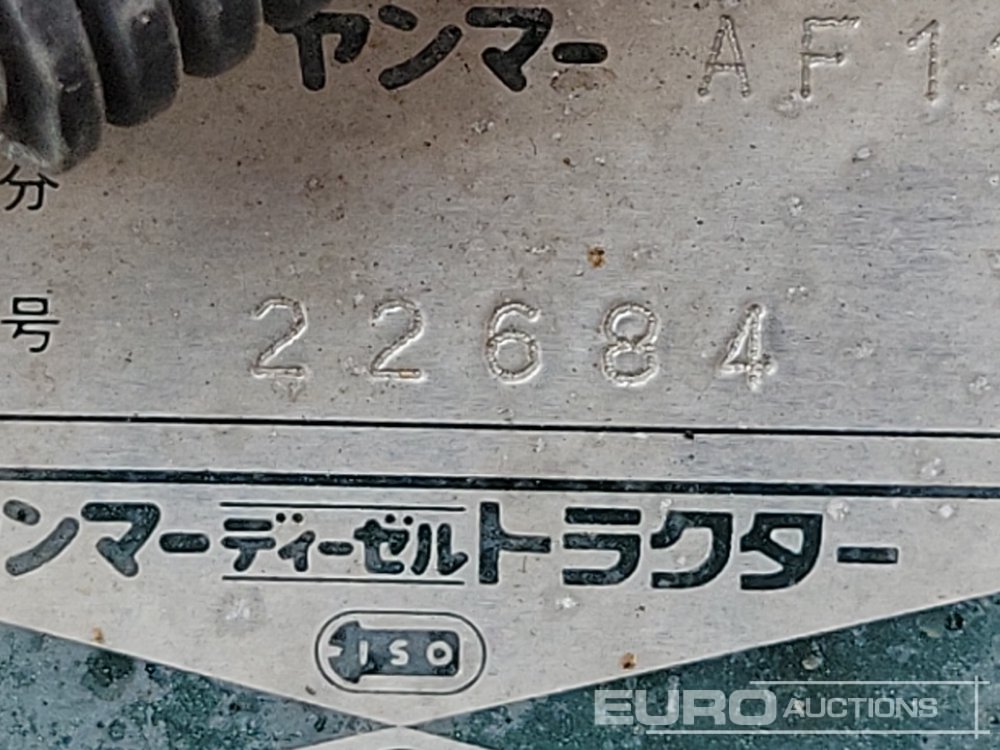 ヤンマー AF11
分
号 22684
ンマーディーゼルトラクター
ISO
EURO AUCTIONS